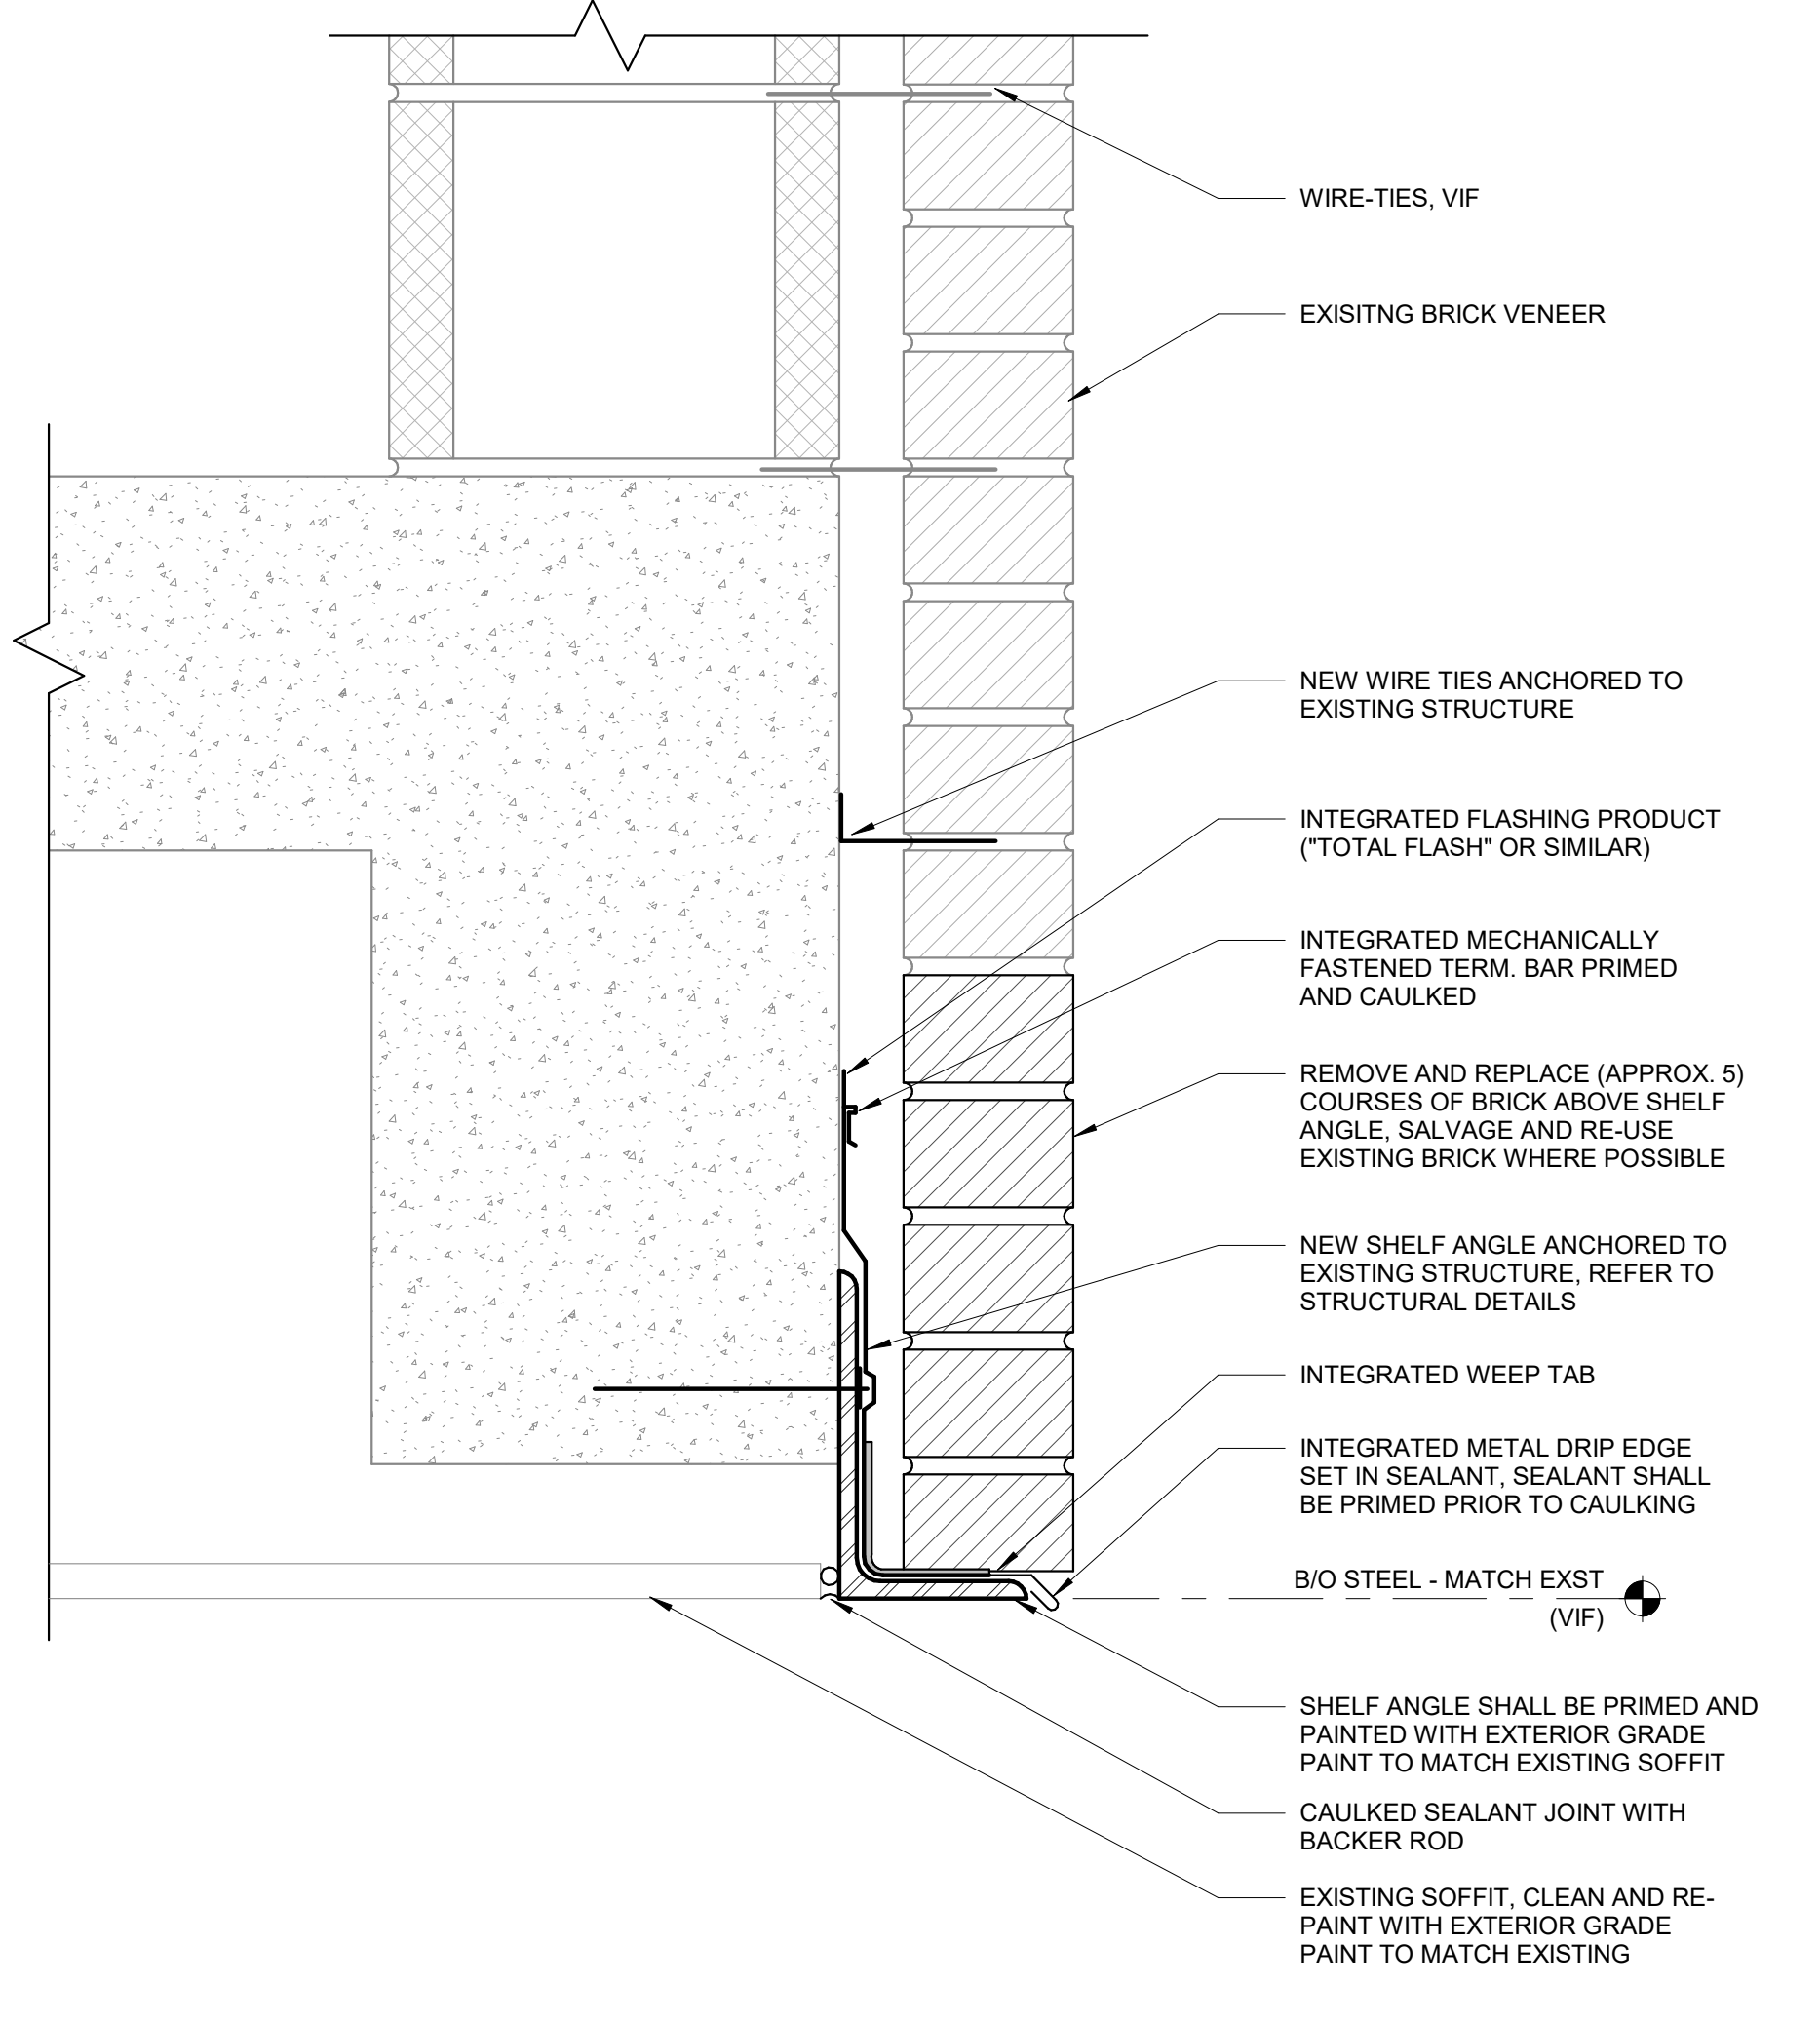 WIRE-TIES, VIF
EXISITNG BRICK VENEER
NEW WIRE TIES ANCHORED TO
EXISTING STRUCTURE
INTEGRATED FLASHING PRODUCT
("TOTAL FLASH" OR SIMILAR)
INTEGRATED MECHANICALLY
FASTENED TERM. BAR PRIMED
AND CAULKED
REMOVE AND REPLACE (APPROX. 5)
COURSES OF BRICK ABOVE SHELF
ANGLE, SALVAGE AND RE-USE
EXISTING BRICK WHERE POSSIBLE
NEW SHELF ANGLE ANCHORED TO
EXISTING STRUCTURE, REFER TO
STRUCTURAL DETAILS
INTEGRATED WEEP TAB
INTEGRATED METAL DRIP EDGE
SET IN SEALANT, SEALANT SHALL
BE PRIMED PRIOR TO CAULKING
B/O STEEL - MATCH EXST
(VIF)
SHELF ANGLE SHALL BE PRIMED AND
PAINTED WITH EXTERIOR GRADE
PAINT TO MATCH EXISTING SOFFIT
CAULKED SEALANT JOINT WITH
BACKER ROD
EXISTING SOFFIT, CLEAN AND RE-
PAINT WITH EXTERIOR GRADE
PAINT TO MATCH EXISTING